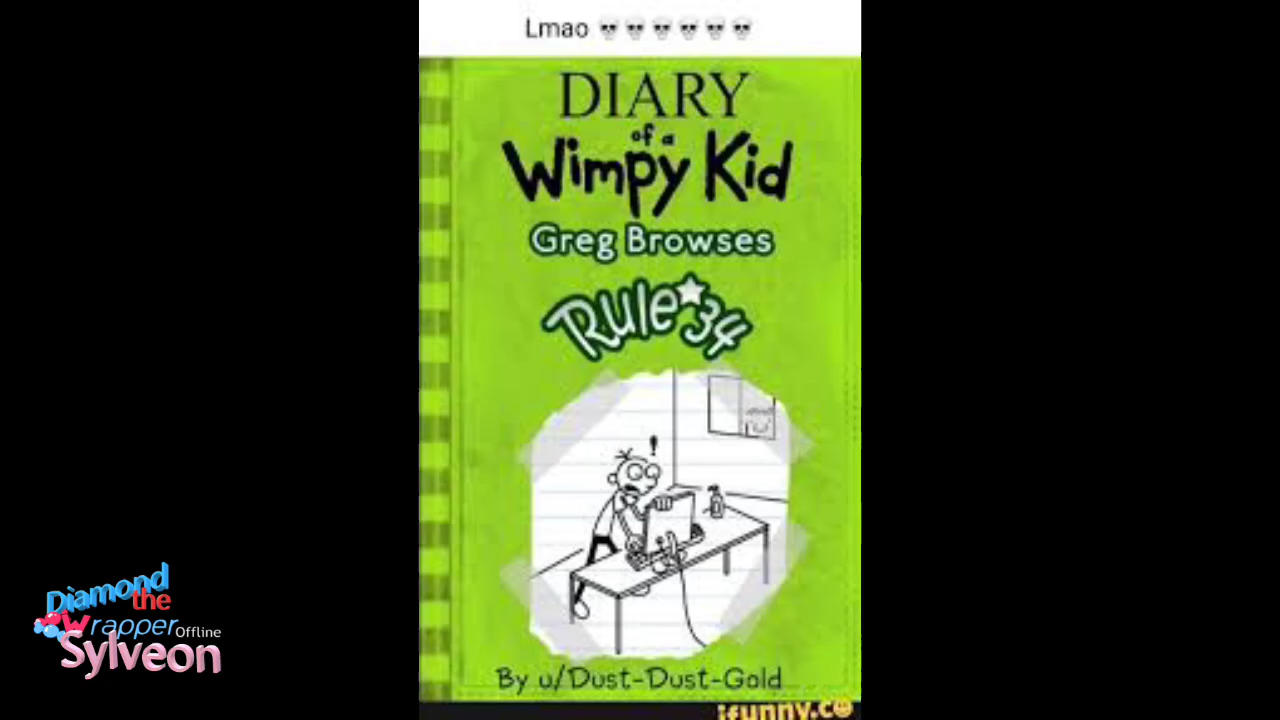 Lmao 💀💀💀💀💀💀
DIARY
of a
Wimpy Kid
Greg Browses
Rule 34
!
By u/Dust-Dust-Gold
ifunny.co
Diamond
the
Wrapper Offline
Sylveon